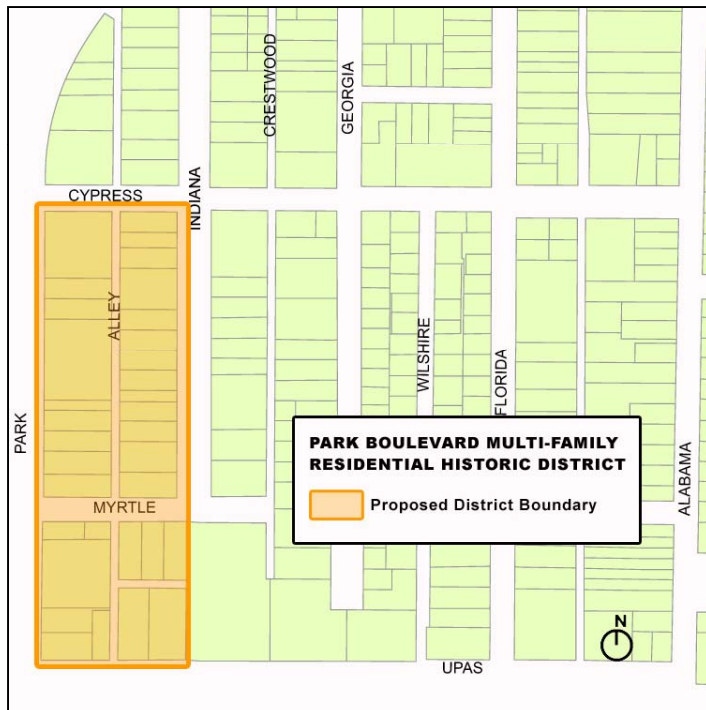 CRESTWOOD
GEORGIA
CYPRESS
INDIANA
ALLEY
WILSHIRE
FLORIDA
PARK
PARK BOULEVARD MULTI-FAMILY
RESIDENTIAL HISTORIC DISTRICT
Proposed District Boundary
ALABAMA
MYRTLE
N
UPAS